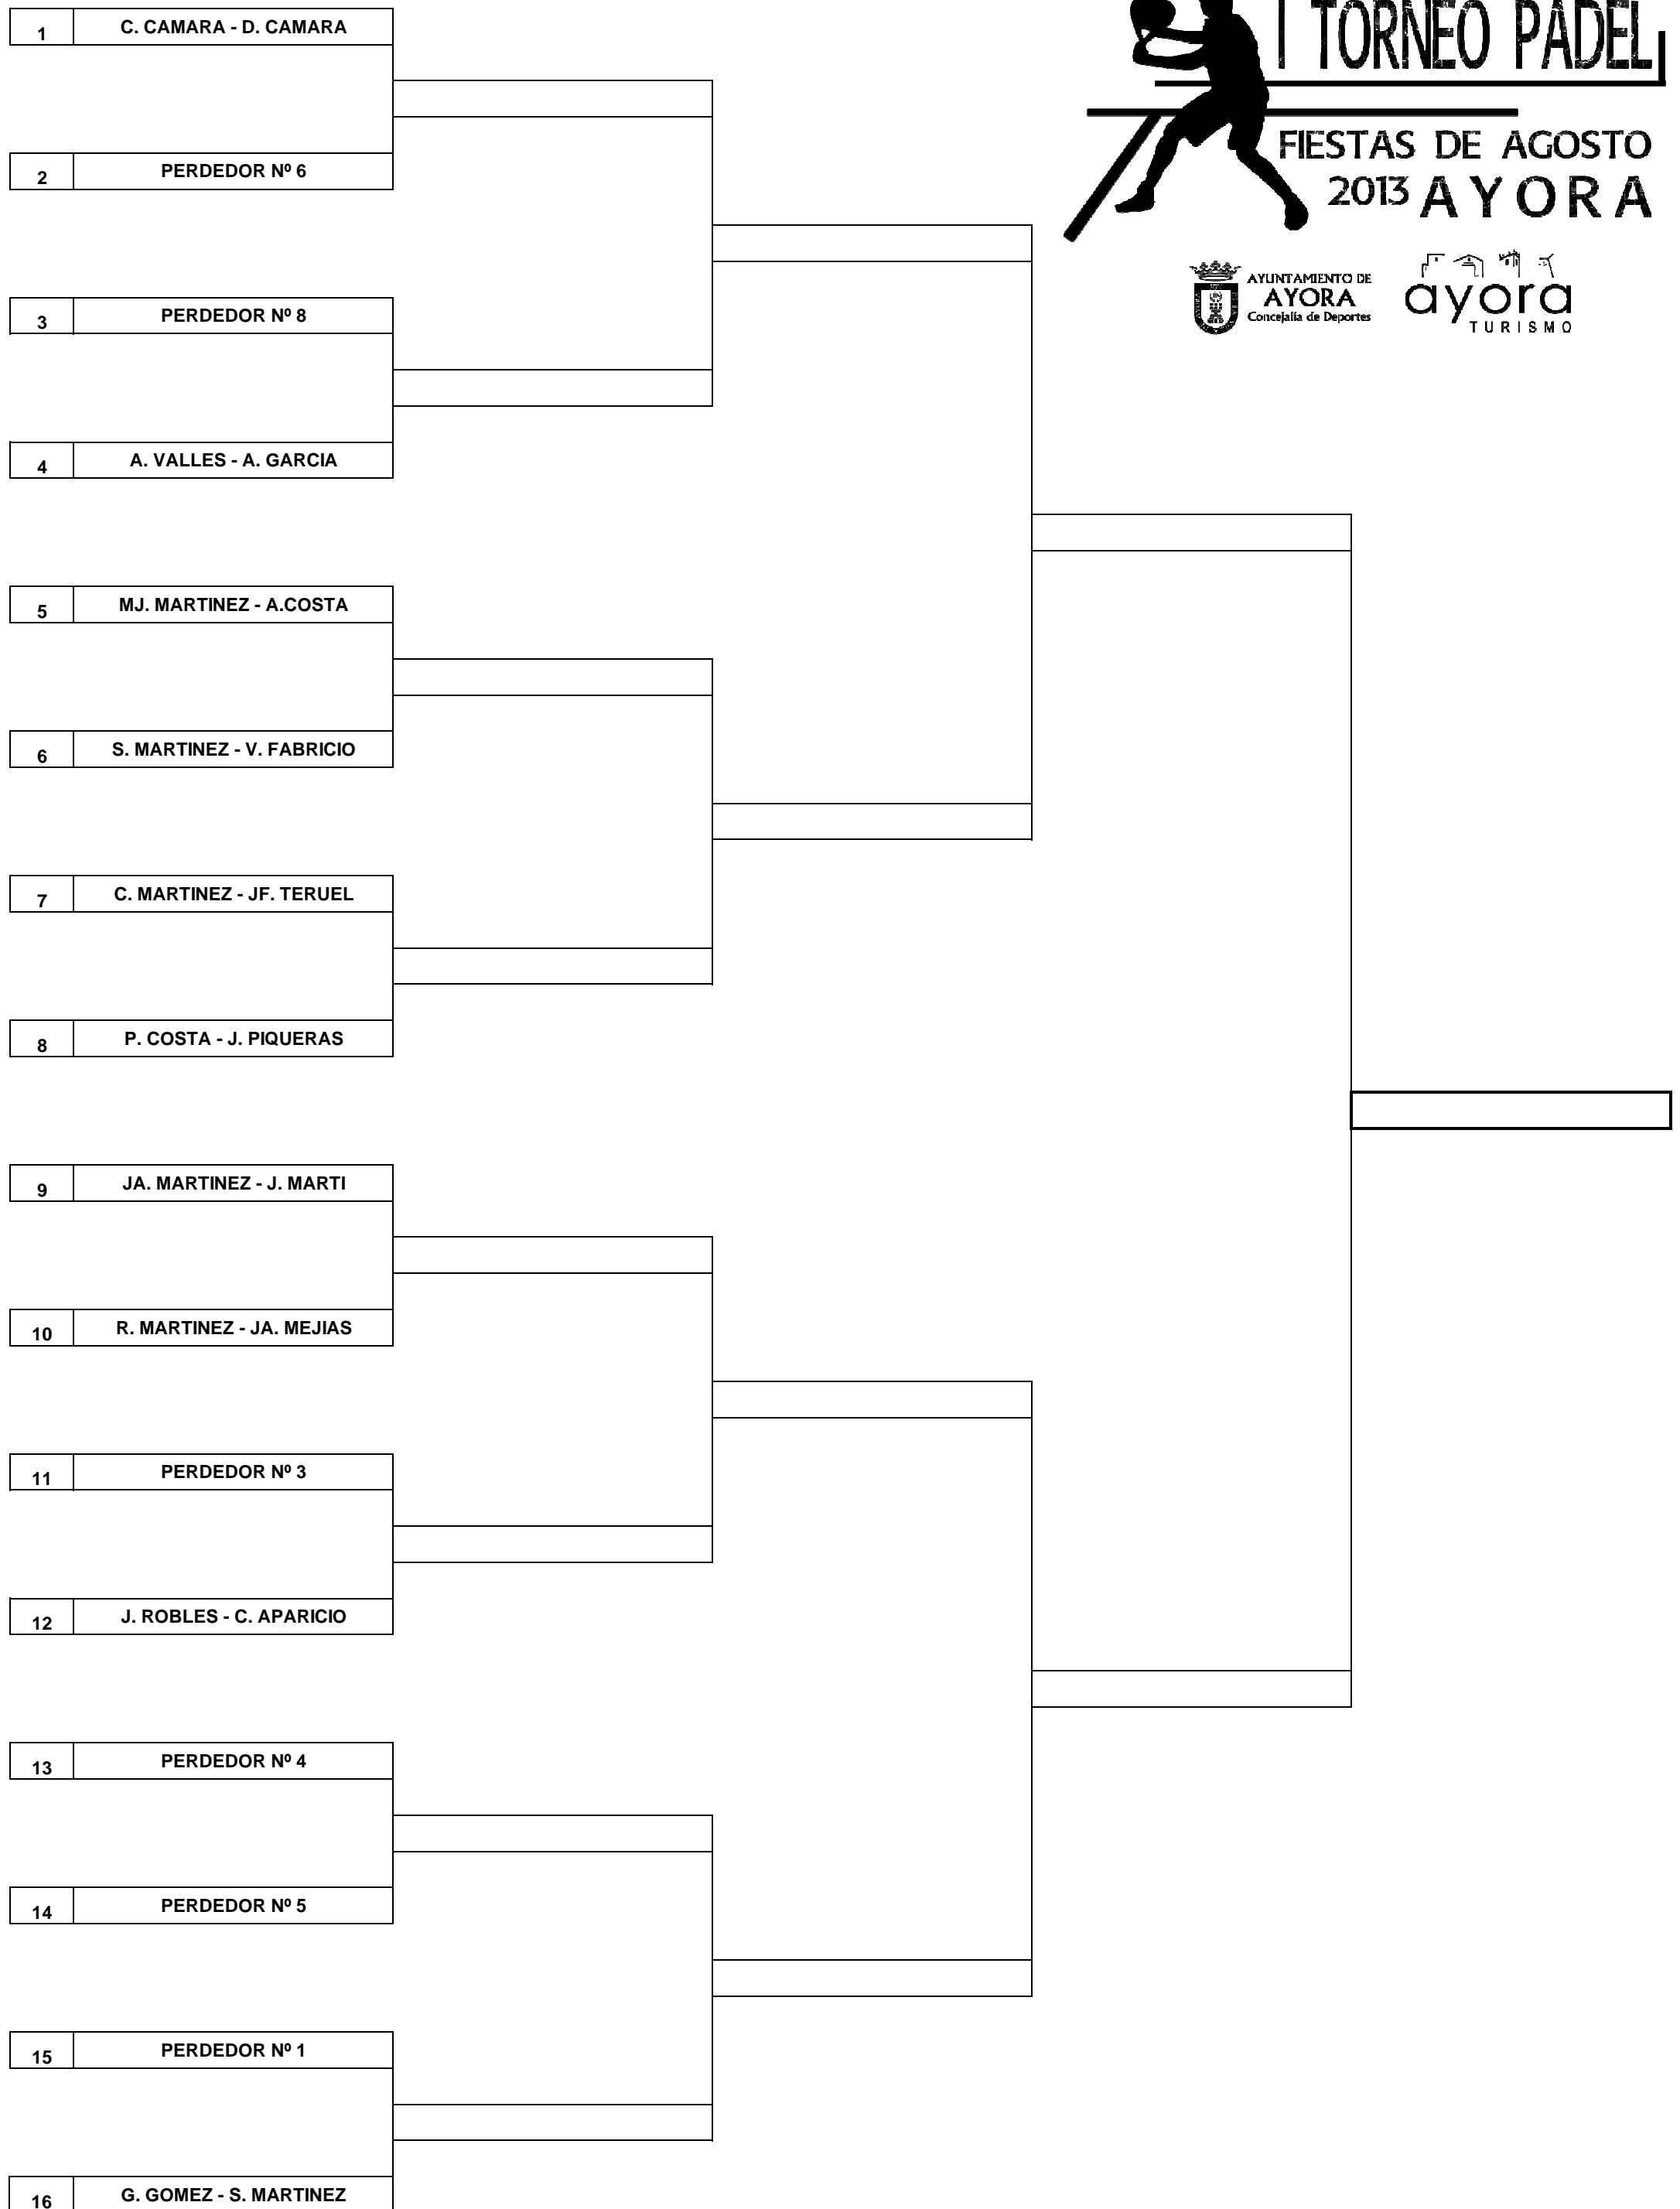 I TORNEO PADEL
FIESTAS DE AGOSTO
2013 AYORA
AYUNTAMIENTO DE
AYORA
Concejalía de Deportes
ayora
TURISMO
1 C. CAMARA - D. CAMARA
2 PERDEDOR Nº 6
3 PERDEDOR Nº 8
4 A. VALLES - A. GARCIA
5 MJ. MARTINEZ - A.COSTA
6 S. MARTINEZ - V. FABRICIO
7 C. MARTINEZ - JF. TERUEL
8 P. COSTA - J. PIQUERAS
9 JA. MARTINEZ - J. MARTI
10 R. MARTINEZ - JA. MEJIAS
11 PERDEDOR Nº 3
12 J. ROBLES - C. APARICIO
13 PERDEDOR Nº 4
14 PERDEDOR Nº 5
15 PERDEDOR Nº 1
16 G. GOMEZ - S. MARTINEZ